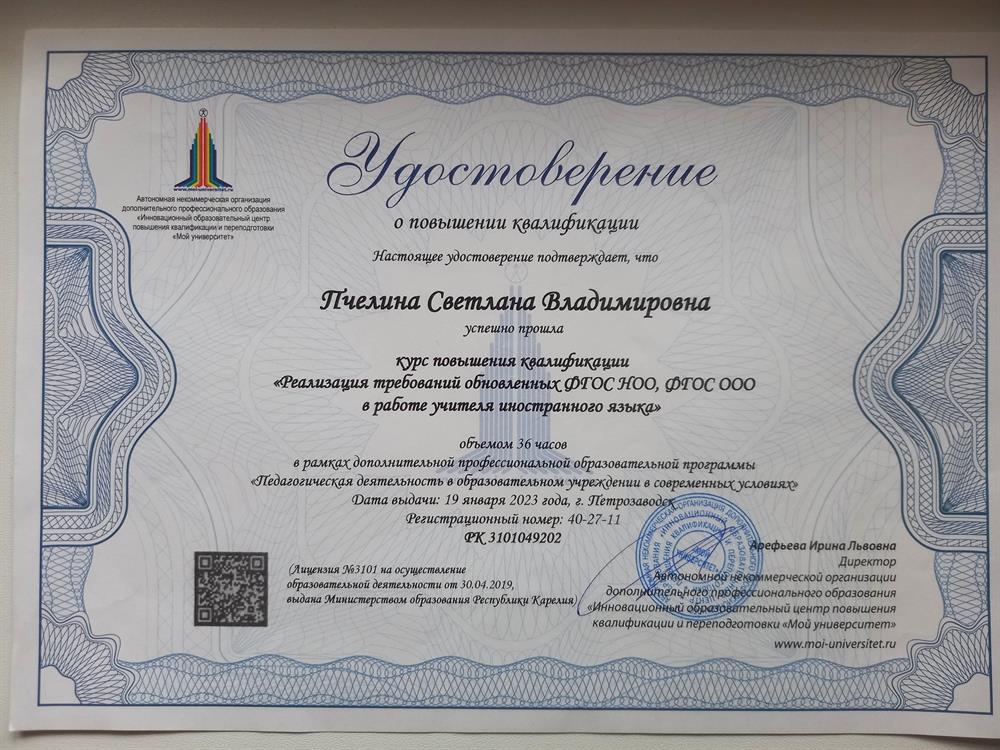 www.moi-universitet.ru
Автономная некоммерческая организация
дополнительного профессионального образования
«Инновационный образовательный центр
повышения квалификации и переподготовки
«Мой университет»
Удостоверение
о повышении квалификации
Настоящее удостоверение подтверждает, что
Пчелина Светлана Владимировна
успешно прошла
курс повышения квалификации
«Реализация требований обновленных ФГОС НОО, ФГОС ООО
в работе учителя иностранного языка»
объемом 36 часов
в рамках дополнительной профессиональной образовательной программы
«Педагогическая деятельность в образовательном учреждении в современных условиях»
Дата выдачи: 19 января 2023 года, г. Петрозаводск
Регистрационный номер: 40-27-11
РК 3101049202
(Лицензия №3101 на осуществление
образовательной деятельности от 30.04.2019,
выдана Министерством образования Республики Карелия)
Арефьева Ирина Львовна
Директор
Автономной некоммерческой организации
дополнительного профессионального образования
«Инновационный образовательный центр повышения
квалификации и переподготовки «Мой университет»
www.moi-universitet.ru